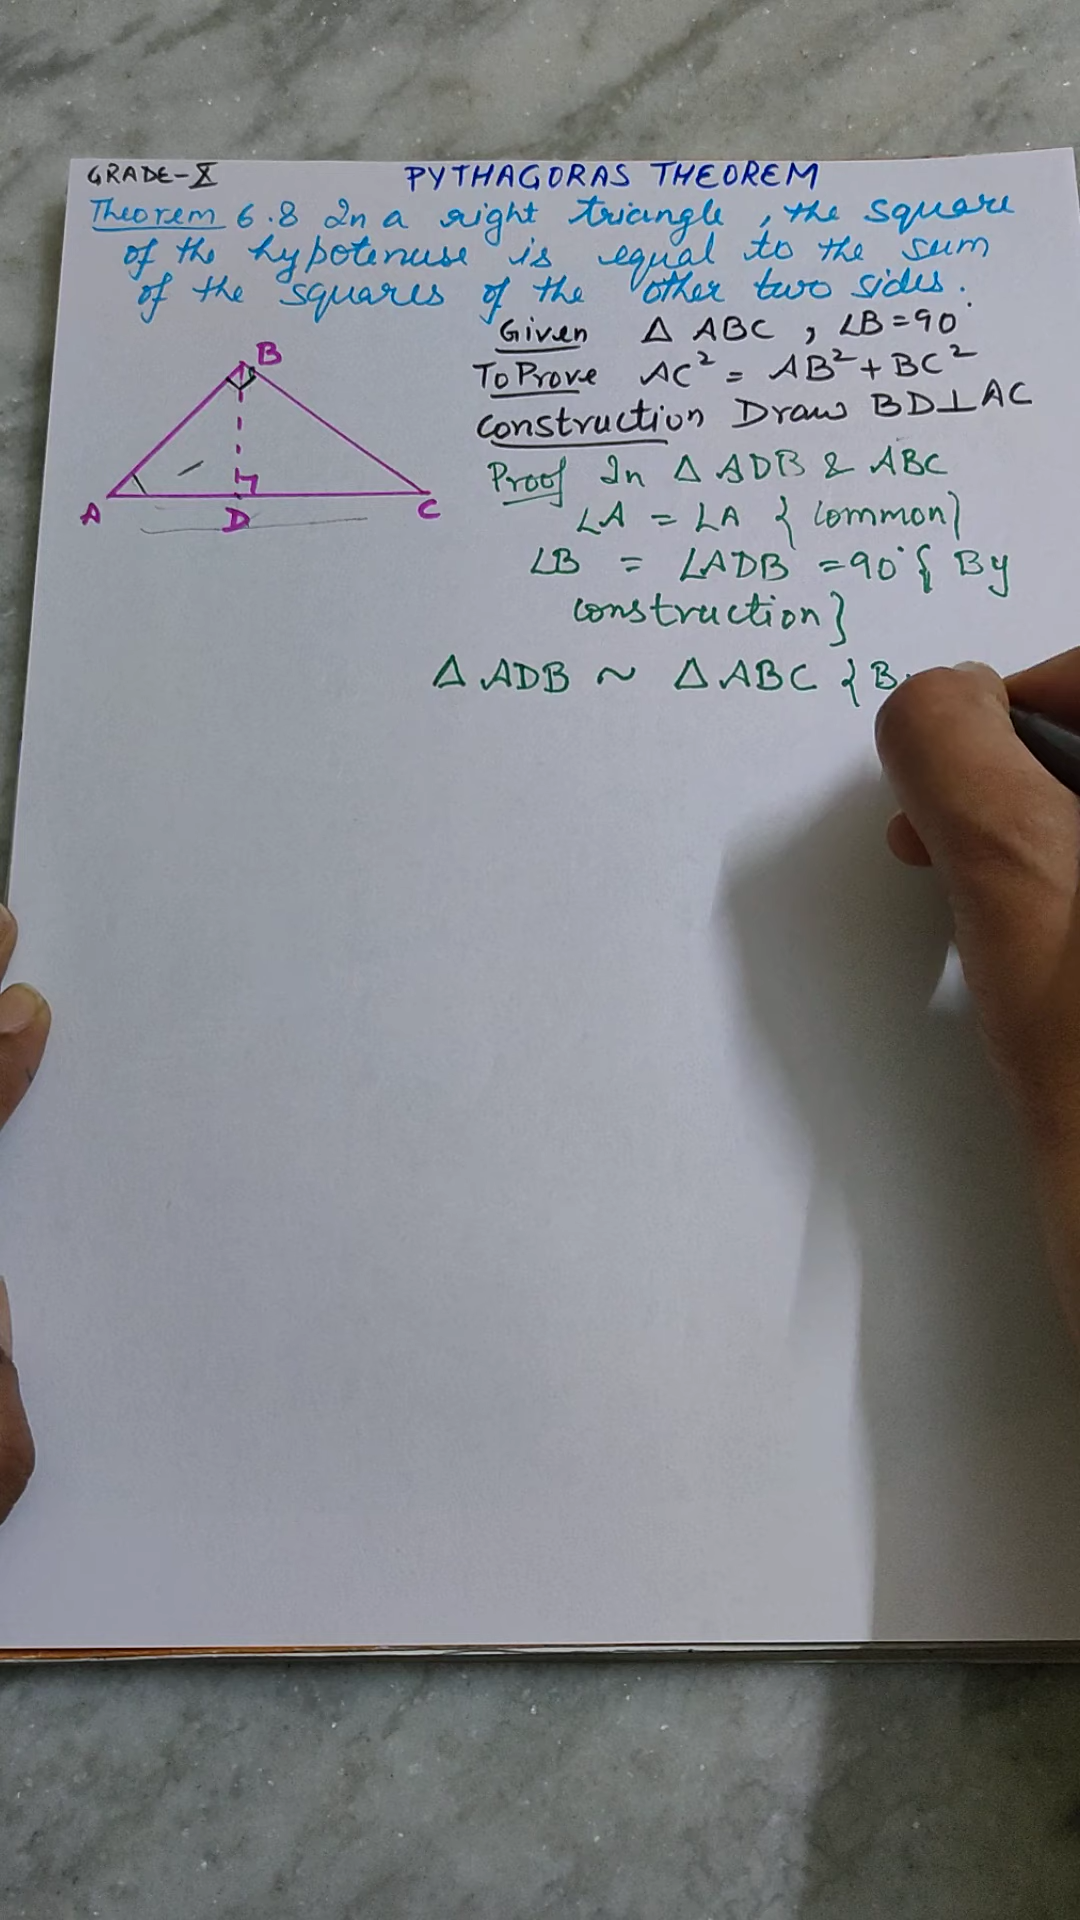 GRADE-X PYTHAGORAS THEOREM
Theorem 6.8 In a right triangle, the square
of the hypotenuse is equal to the sum
of the squares of the other two sides.
Given △ ABC, ∠B=90°
To Prove AC² = AB² + BC²
Construction Draw BD⊥AC
Proof In △ ADB & ABC
∠A = ∠A { Common}
∠B = ∠ADB = 90° { By
construction}
△ ADB ~ △ ABC {
B
A
D
C